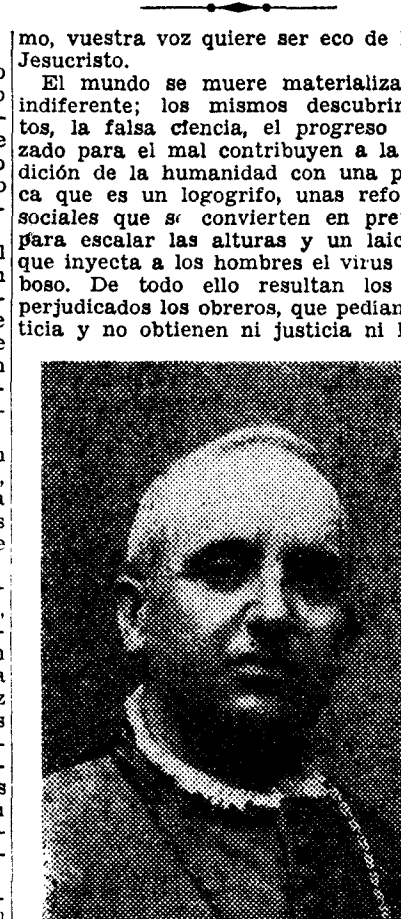 mo, vuestra voz quiere ser eco de
Jesucristo.
El mundo se muere materializa
indiferente; los mismos descubrir
tos, la falsa ciencia, el progreso
zado para el mal contribuyen a la
dición de la humanidad con una p
ca que es un logogrifo, unas refo
sociales que se convierten en pre
para escalar las alturas y un laic
que inyecta a los hombres el virus
boso. De todo ello resultan los
perjudicados los obreros, que pedían
ticia y no obtienen ni justicia ni